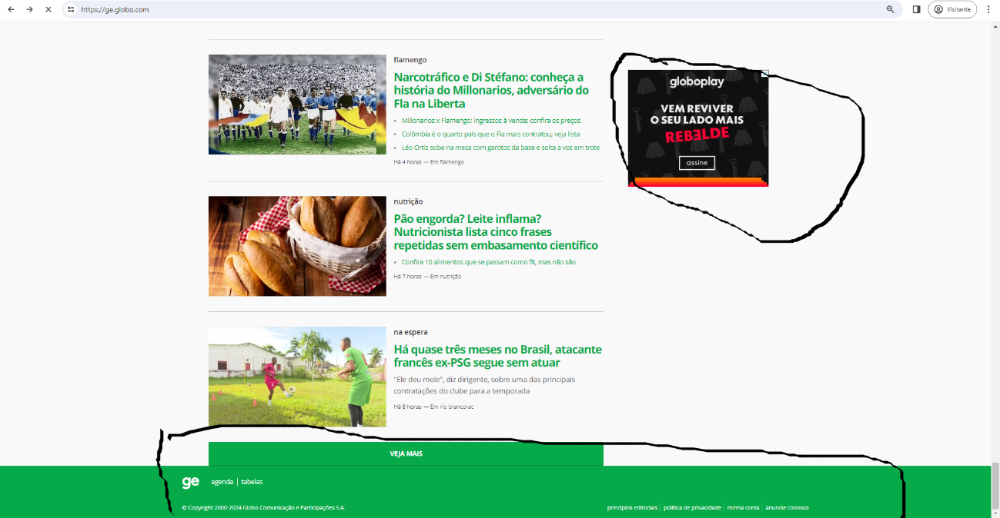 https://ge.globo.com
Visitante
flamengo
Narcotráfico e Di Stéfano: conheça a
história do Millonarios, adversário do
Fla na Liberta
Millonarios x Flamengo: ingressos à venda; confira os preços
Colômbia é o quarto país que o Fla mais contratou; veja lista
Léo Ortiz sobe na mesa com garotos da base e solta a voz em trote
Há 4 horas — Em flamengo
globoplay
VEM REVIVER
O SEU LADO MAIS
REBELDE
assine
nutrição
Pão engorda? Leite inflama?
Nutricionista lista cinco frases
repetidas sem embasamento científico
Confira 10 alimentos que se passam como fit, mas não são
Há 7 horas — Em nutrição
na espera
Há quase três meses no Brasil, atacante
francês ex-PSG segue sem atuar
"Ele deu mole", diz dirigente, sobre uma das principais
contratações do clube para a temporada
Há 8 horas — Em rio branco-ac
VEJA MAIS
ge agenda | tabelas
© Copyright 2000-2024 Globo Comunicação e Participações S.A.
princípios editoriais | política de privacidade | minha conta | anuncie conosco